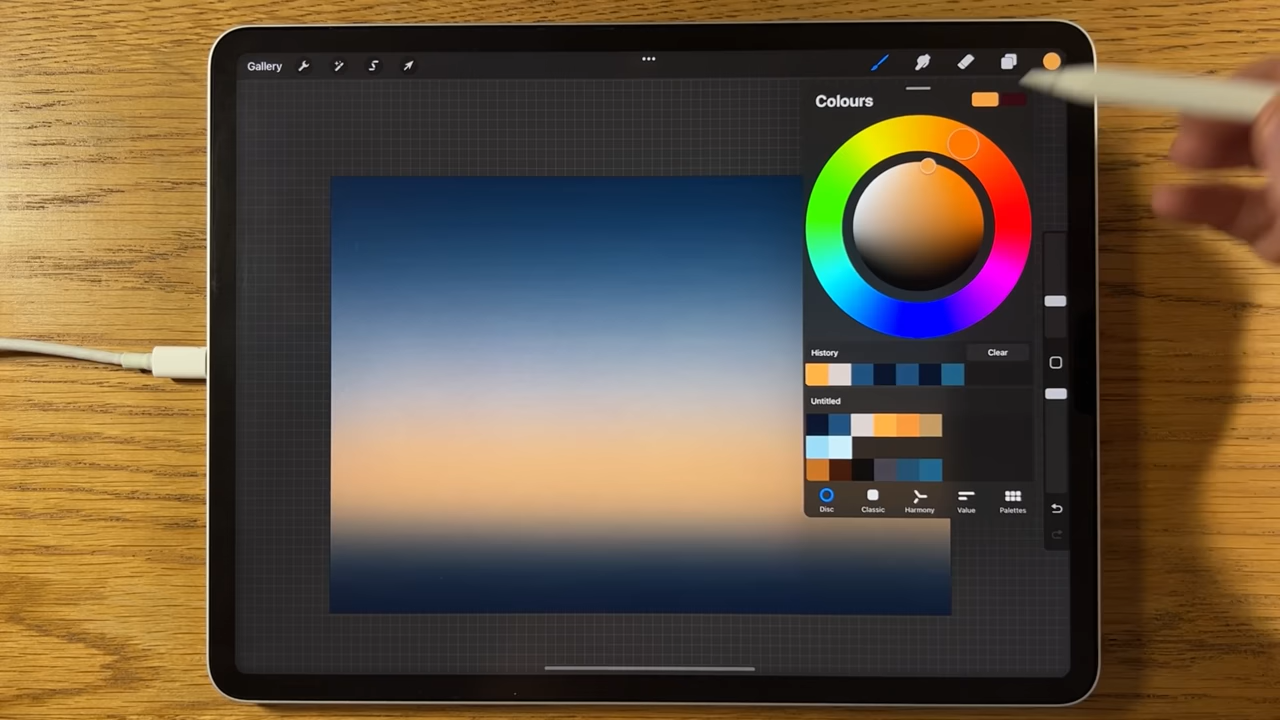 Gallery
Colours
History
Clear
Untitled
Disc
Classic
Harmony
Value
Palettes